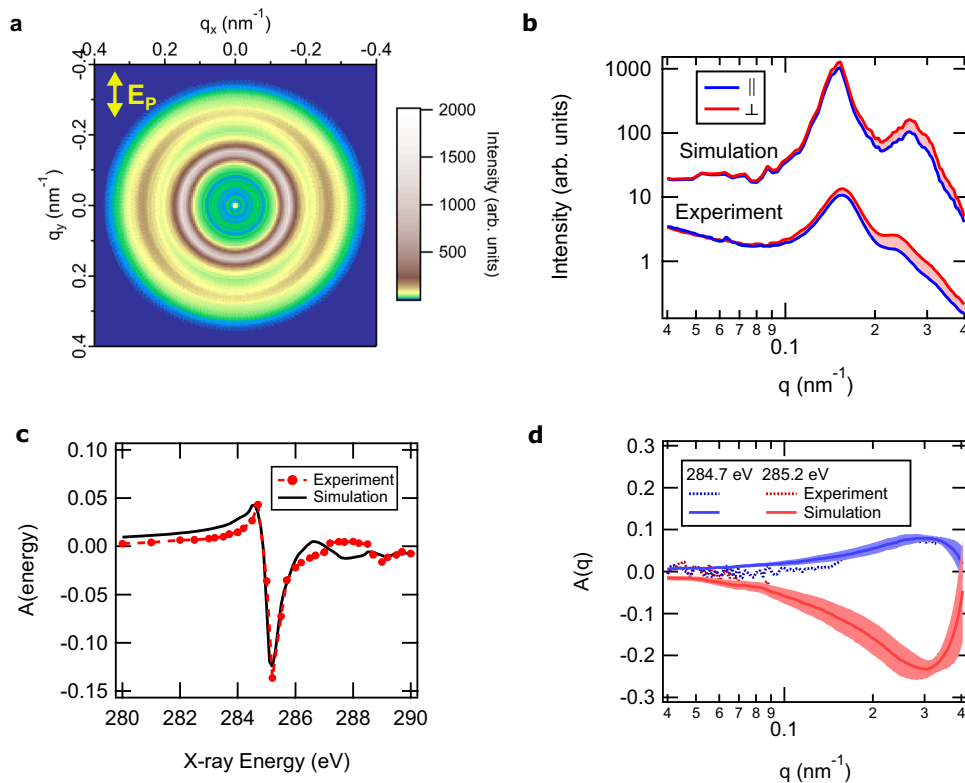 a
q_x (nm^-1)
0.4 0.2 0.0 -0.2 -0.4
q_y (nm^-1)
-0.4
-0.2
0.0
0.2
0.4
E_P
2000
1500
1000
500
Intensity (arb. units)
b
Intensity (arb. units)
1000
100
10
1
||
⊥
Simulation
Experiment
4 5 6 7 8 9 2 3 4
0.1
q (nm^-1)
c
A(energy)
0.10
0.05
0.00
-0.05
-0.10
-0.15
Experiment
Simulation
280 282 284 286 288 290
X-ray Energy (eV)
d
A(q)
0.3
0.2
0.1
0.0
-0.1
-0.2
-0.3
284.7 eV 285.2 eV
Experiment
Simulation
4 5 6 7 8 9 2 3 4
0.1
q (nm^-1)